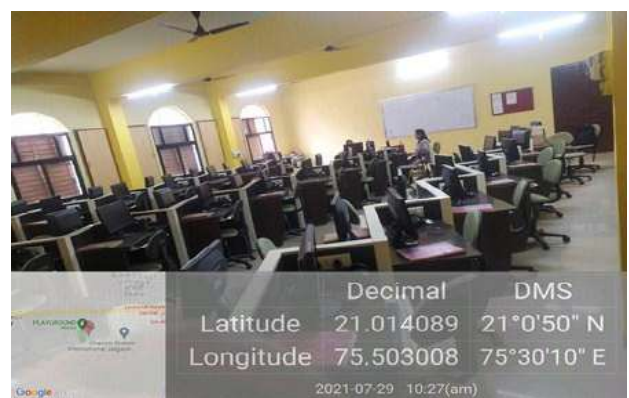 Decimal DMS
Latitude 21.014089 21°0'50" N
Longitude 75.503008 75°30'10" E
2021-07-29 10:27(am)
PLAYGROUND
Google